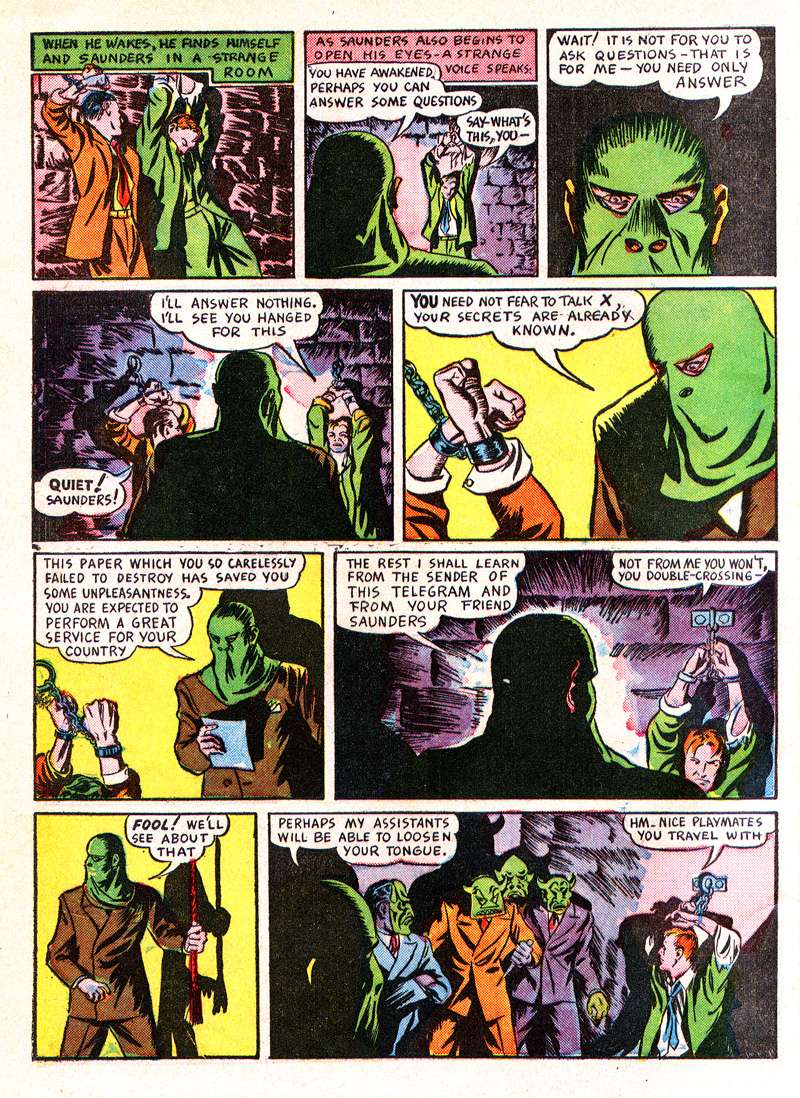 WHEN HE WAKES, HE FINDS HIMSELF
AND SAUNDERS IN A STRANGE
ROOM
AS SAUNDERS ALSO BEGINS TO
OPEN HIS EYES-A STRANGE
VOICE SPEAKS.
YOU HAVE AWAKENED,
PERHAPS YOU CAN
ANSWER SOME QUESTIONS
SAY-WHAT'S
THIS, YOU-
WAIT! IT IS NOT FOR YOU TO
ASK QUESTIONS-THAT IS
FOR ME-YOU NEED ONLY
ANSWER
I'LL ANSWER NOTHING.
I'LL SEE YOU HANGED
FOR THIS
QUIET!
SAUNDERS!
YOU NEED NOT FEAR TO TALK X,
YOUR SECRETS ARE ALREADY
KNOWN.
THIS PAPER WHICH YOU SO CARELESSLY
FAILED TO DESTROY HAS SAVED YOU
SOME UNPLEASANTNESS.
YOU ARE EXPECTED TO
PERFORM A GREAT
SERVICE FOR YOUR
COUNTRY
THE REST I SHALL LEARN
FROM THE SENDER OF
THIS TELEGRAM AND
FROM YOUR FRIEND
SAUNDERS
NOT FROM ME YOU WON'T,
YOU DOUBLE-CROSSING-
FOOL! WE'LL
SEE ABOUT
THAT
PERHAPS MY ASSISTANTS
WILL BE ABLE TO LOOSEN
YOUR TONGUE.
HM-NICE PLAYMATES
YOU TRAVEL WITH